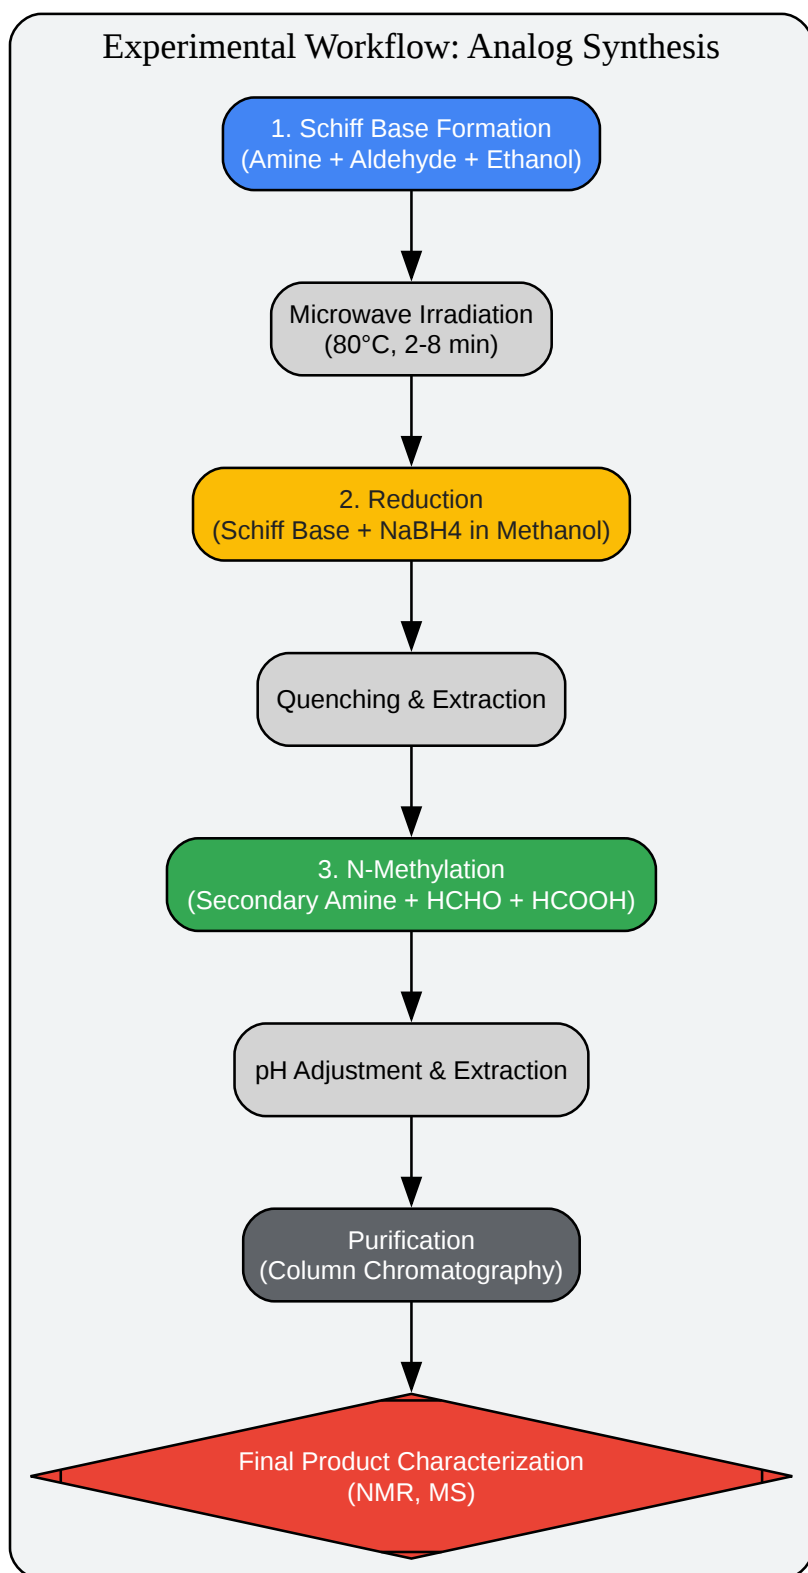 Experimental Workflow: Analog Synthesis
1. Schiff Base Formation
(Amine + Aldehyde + Ethanol)
Microwave Irradiation
(80°C, 2-8 min)
2. Reduction
(Schiff Base + NaBH4 in Methanol)
Quenching & Extraction
3. N-Methylation
(Secondary Amine + HCHO + HCOOH)
pH Adjustment & Extraction
Purification
(Column Chromatography)
Final Product Characterization
(NMR, MS)